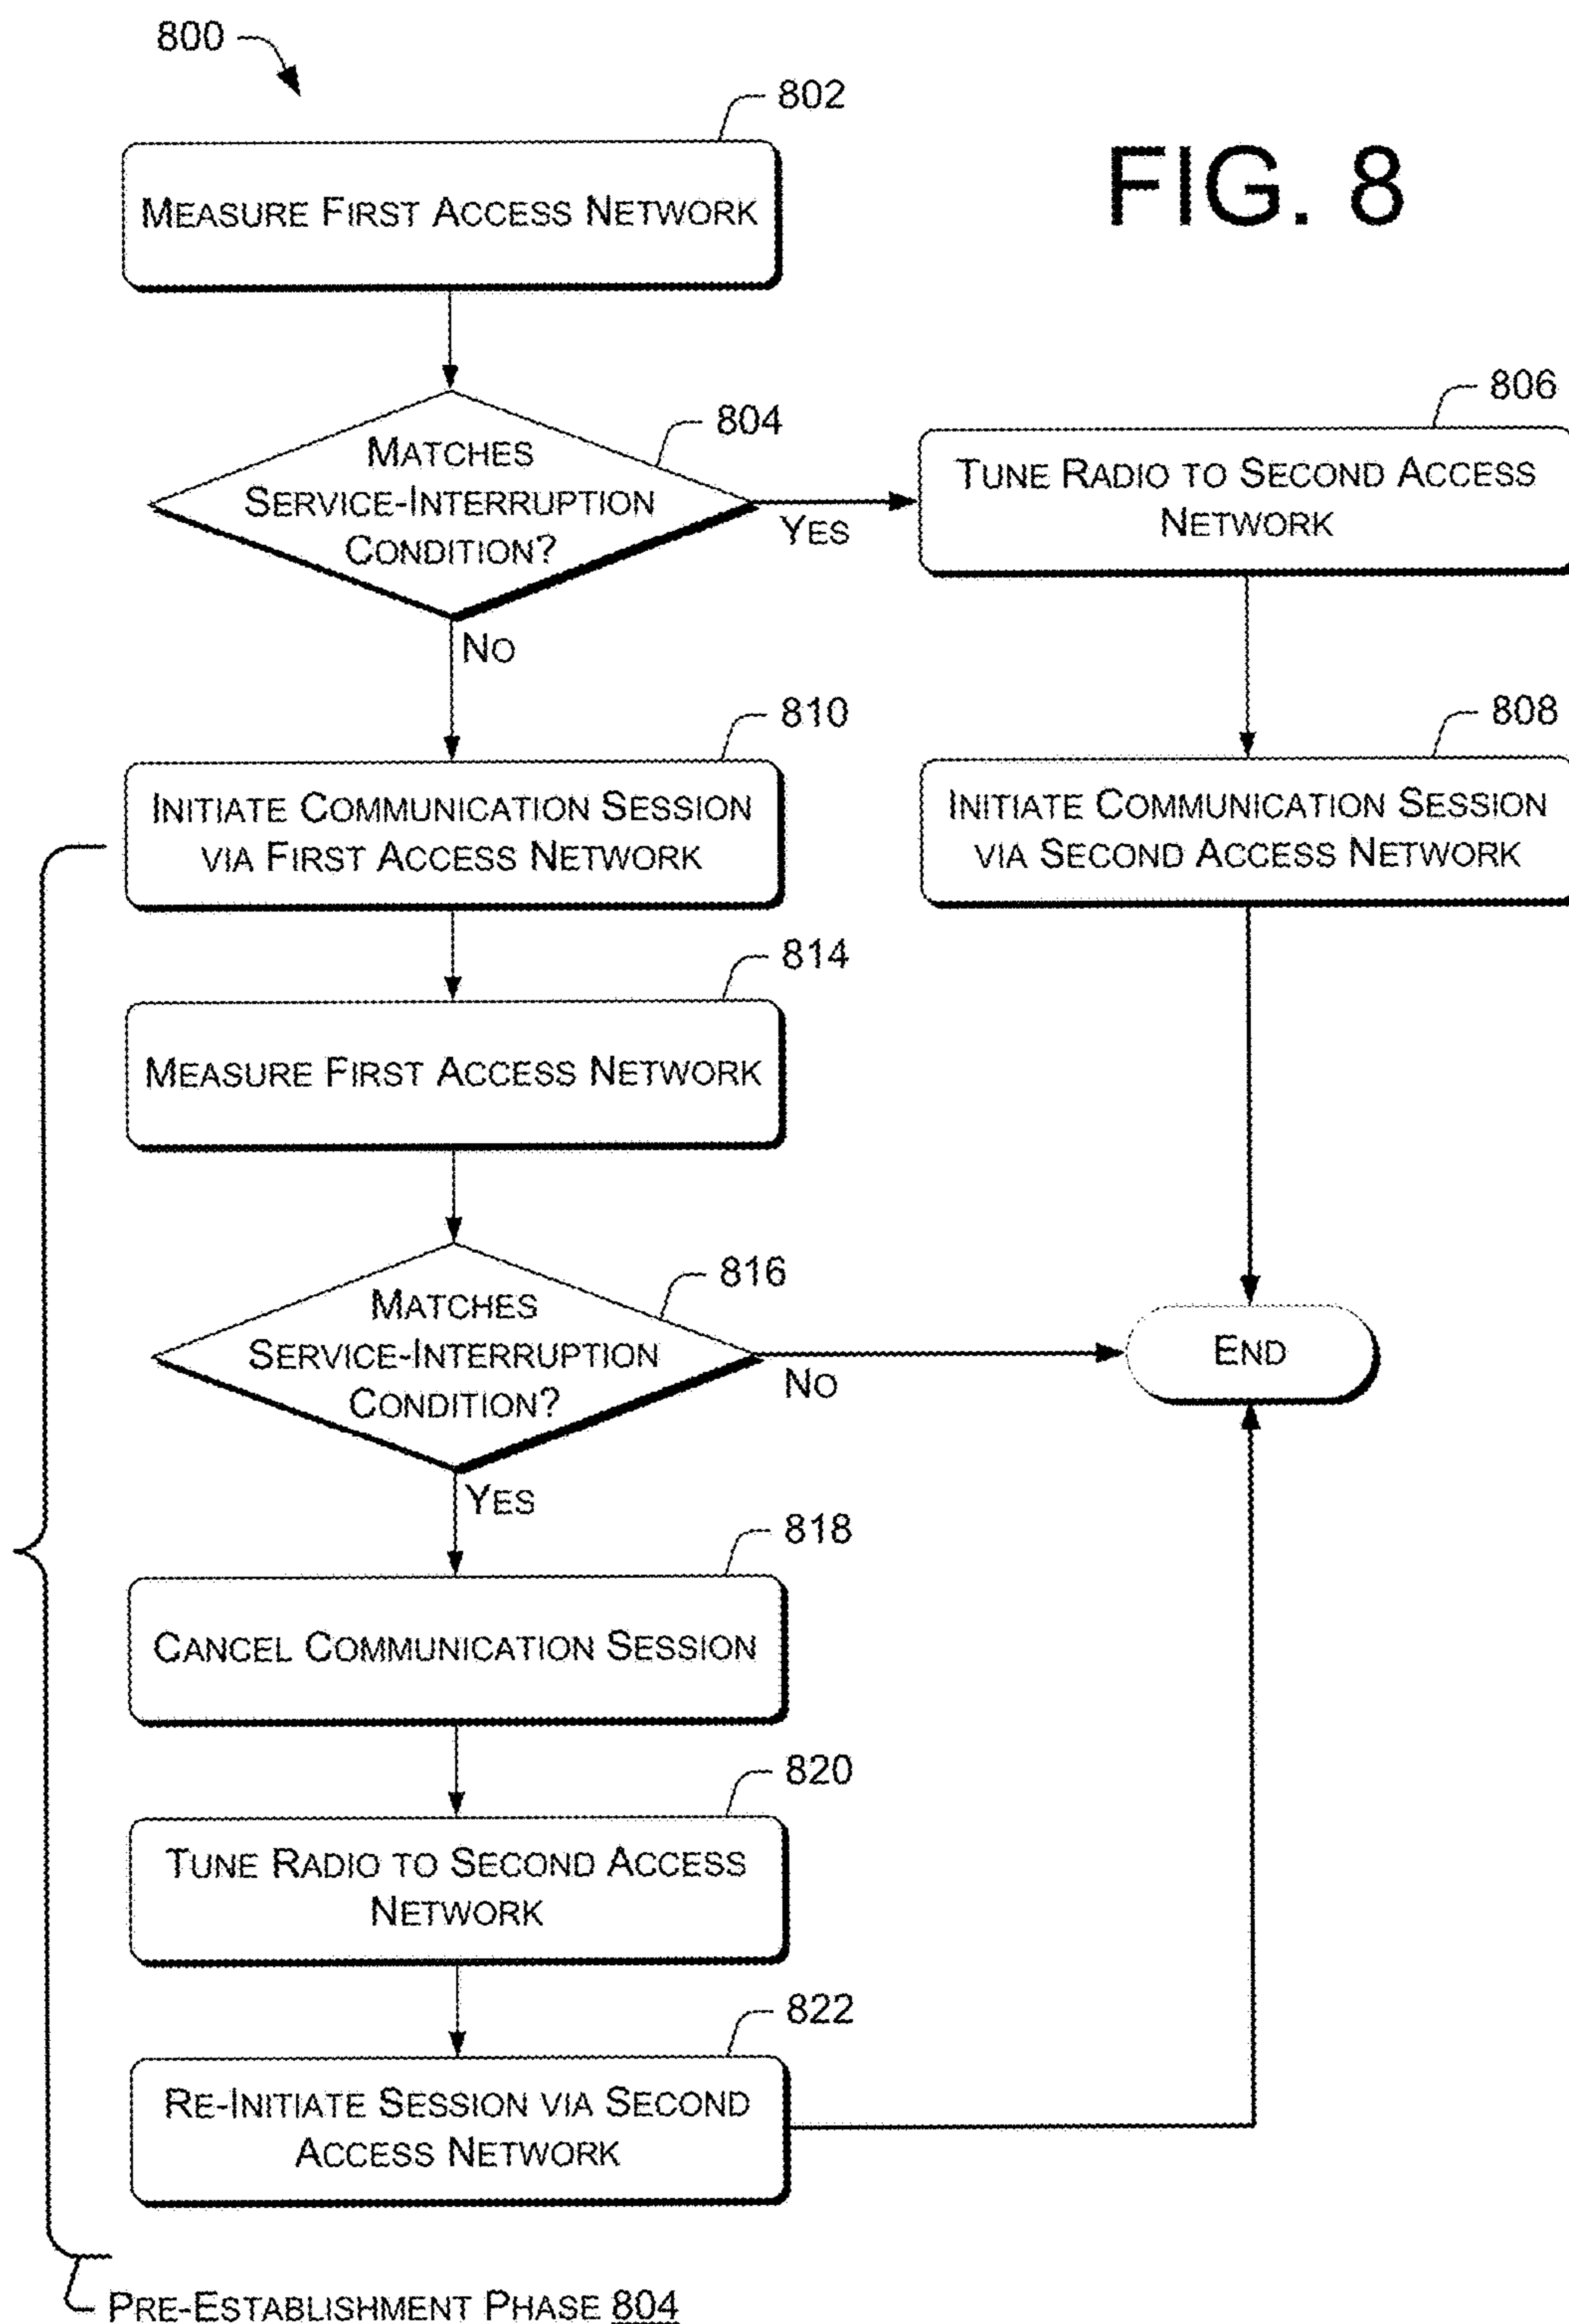 800
802
FIG. 8
MEASURE FIRST ACCESS NETWORK
804
806
MATCHES
SERVICE-INTERRUPTION
CONDITION?
YES
TUNE RADIO TO SECOND ACCESS
NETWORK
NO
810
808
INITIATE COMMUNICATION SESSION
VIA FIRST ACCESS NETWORK
INITIATE COMMUNICATION SESSION
VIA SECOND ACCESS NETWORK
814
MEASURE FIRST ACCESS NETWORK
816
MATCHES
SERVICE-INTERRUPTION
CONDITION?
NO
END
YES
818
CANCEL COMMUNICATION SESSION
820
TUNE RADIO TO SECOND ACCESS
NETWORK
822
RE-INITIATE SESSION VIA SECOND
ACCESS NETWORK
PRE-ESTABLISHMENT PHASE 804